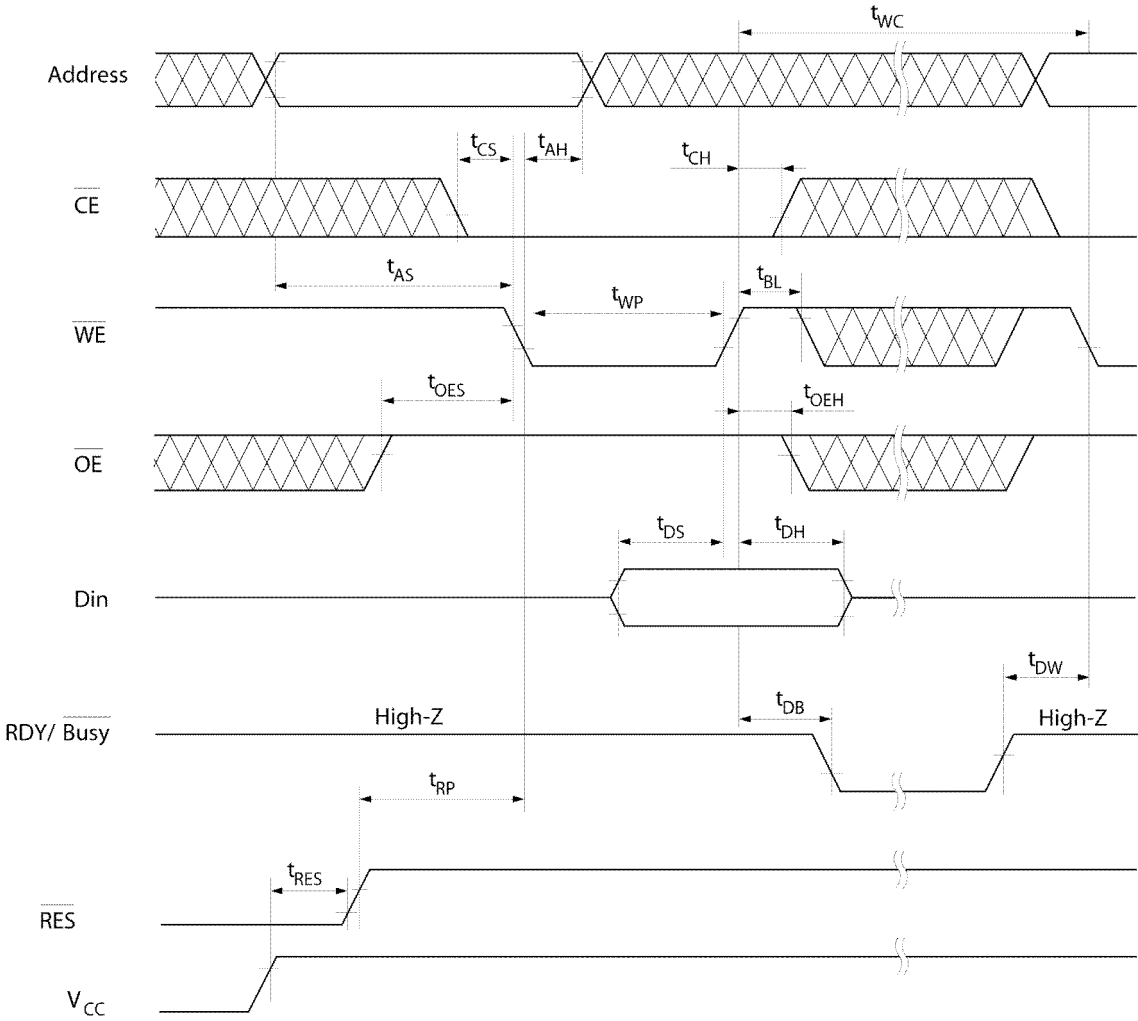 tWC
Address
tCS
tAH
tCH
CE
tAS
tBL
tWP
WE
tOES
tOEH
OE
tDS
tDH
Din
tDW
High-Z
tDB
High-Z
RDY/ Busy
tRP
tRES
RES
VCC